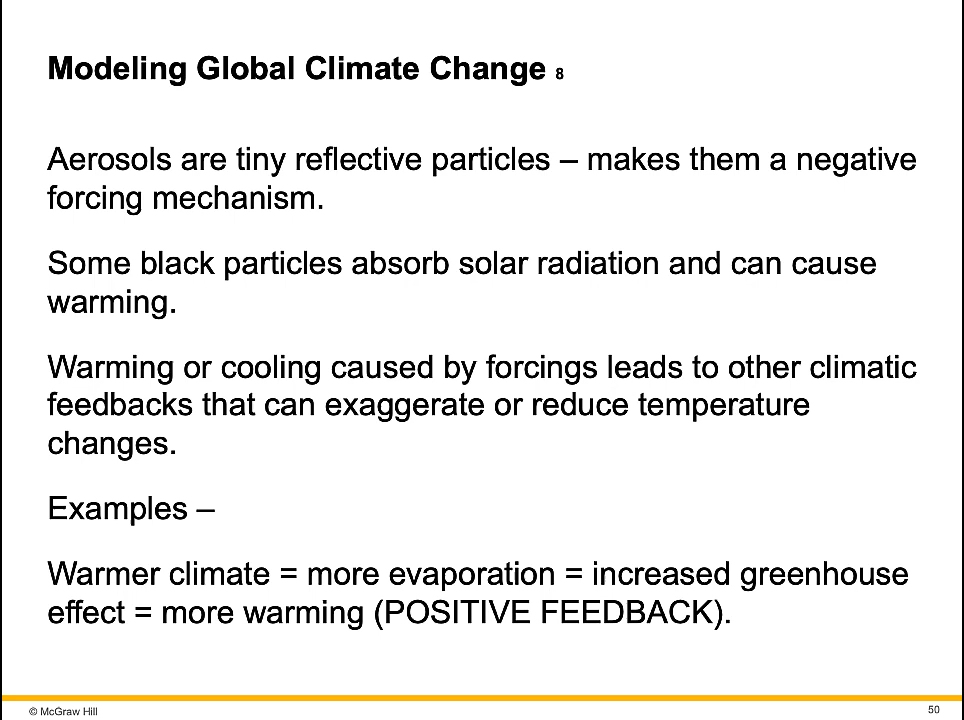 Modeling Global Climate Change 8
Aerosols are tiny reflective particles – makes them a negative
forcing mechanism.
Some black particles absorb solar radiation and can cause
warming.
Warming or cooling caused by forcings leads to other climatic
feedbacks that can exaggerate or reduce temperature
changes.
Examples –
Warmer climate = more evaporation = increased greenhouse
effect = more warming (POSITIVE FEEDBACK).
© McGraw Hill
50